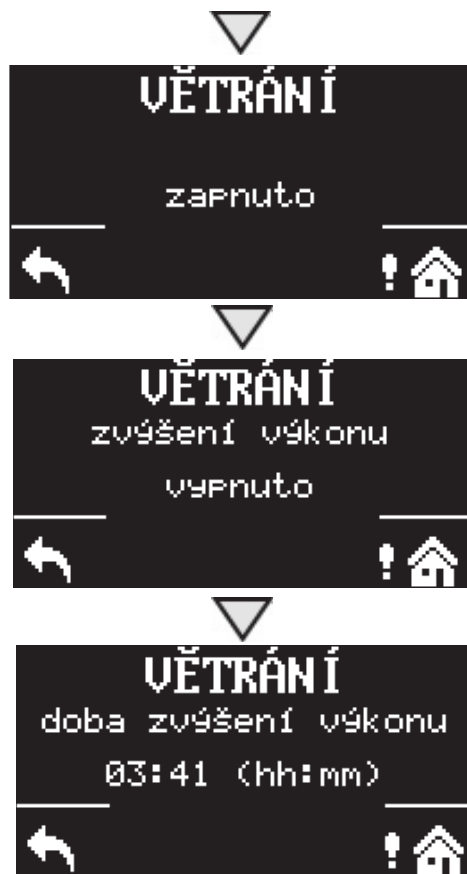 VĚTRÁNÍ
zapnuto
!
VĚTRÁNÍ
zvýšení výkonu
vypnuto
!
VĚTRÁNÍ
doba zvýšení výkonu
03:41 (hh:mm)
!